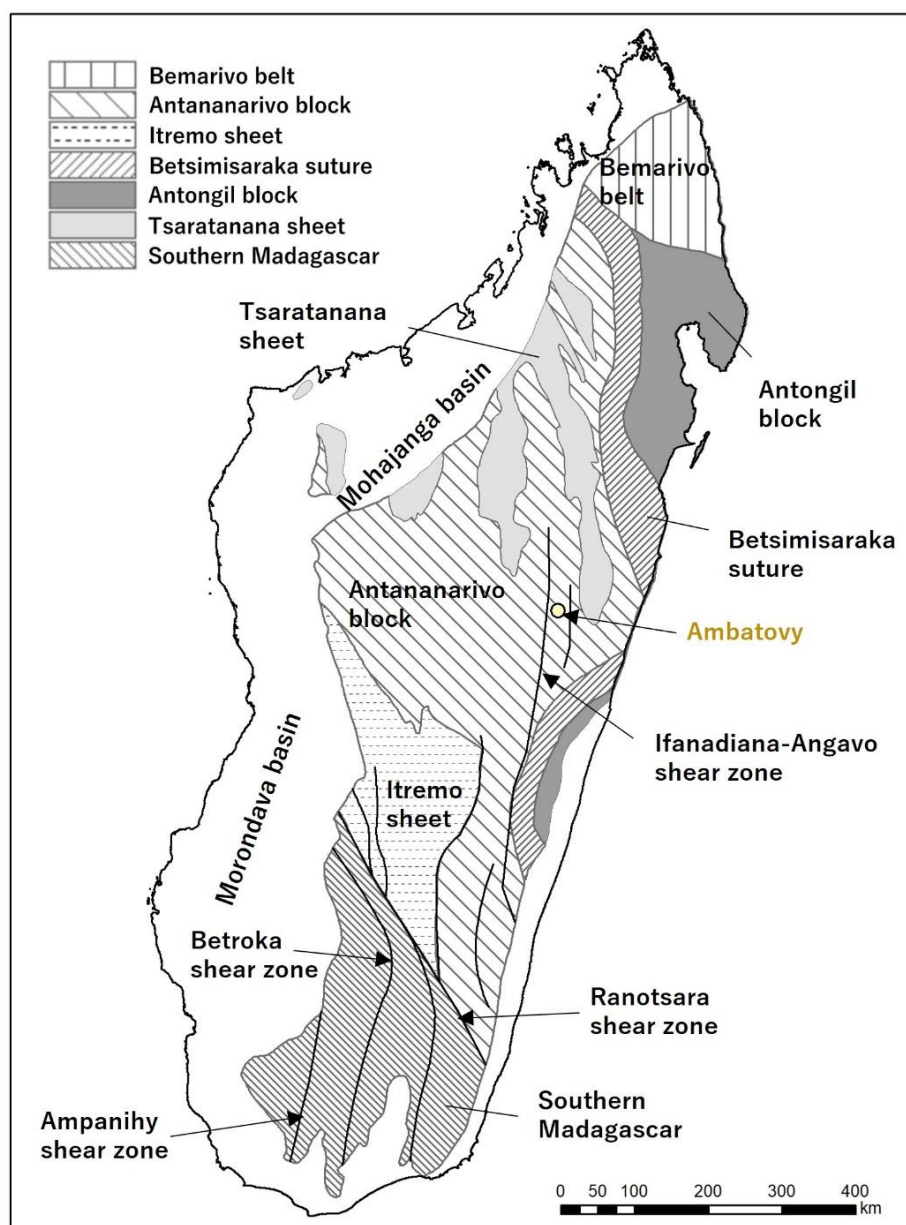 Bemarivo belt
Antananarivo block
Itremo sheet
Betsimisaraka suture
Antongil block
Tsaratanana sheet
Southern Madagascar
Bemarivo
belt
Tsaratanana
sheet
Mohajanga basin
Antongil
block
Betsimisaraka
suture
Antananarivo
block
Ambatovy
Ifanadiana-Angavo
shear zone
Morondava basin
Itremo
sheet
Betroka
shear zone
Ranotsara
shear zone
Southern
Madagascar
Ampanihy
shear zone
0 50 100 200 300 400
km